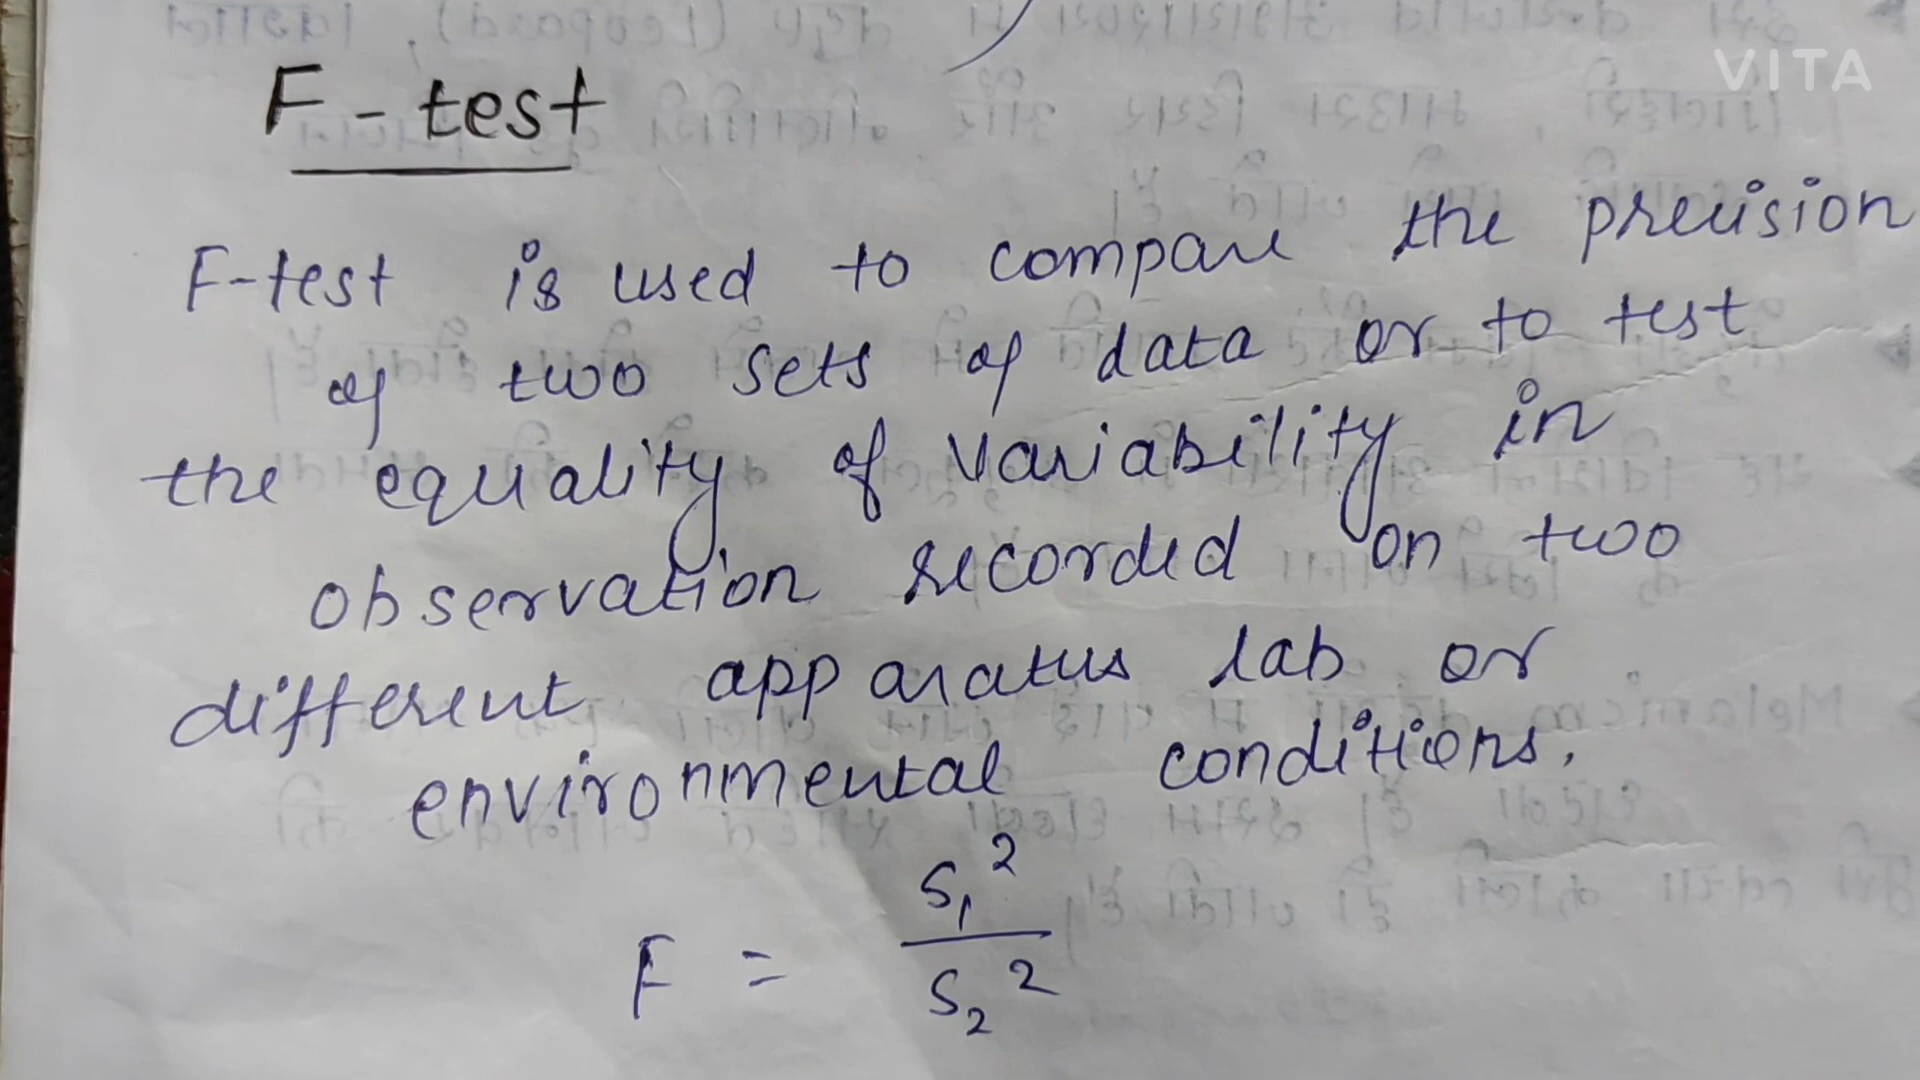 VITA
F-test
F-test is used to compare the precision
of two sets of data or to test
the equality of variability in
observation recorded on two
different apparatus lab or
environmental conditions.
F = S₁² / S₂²